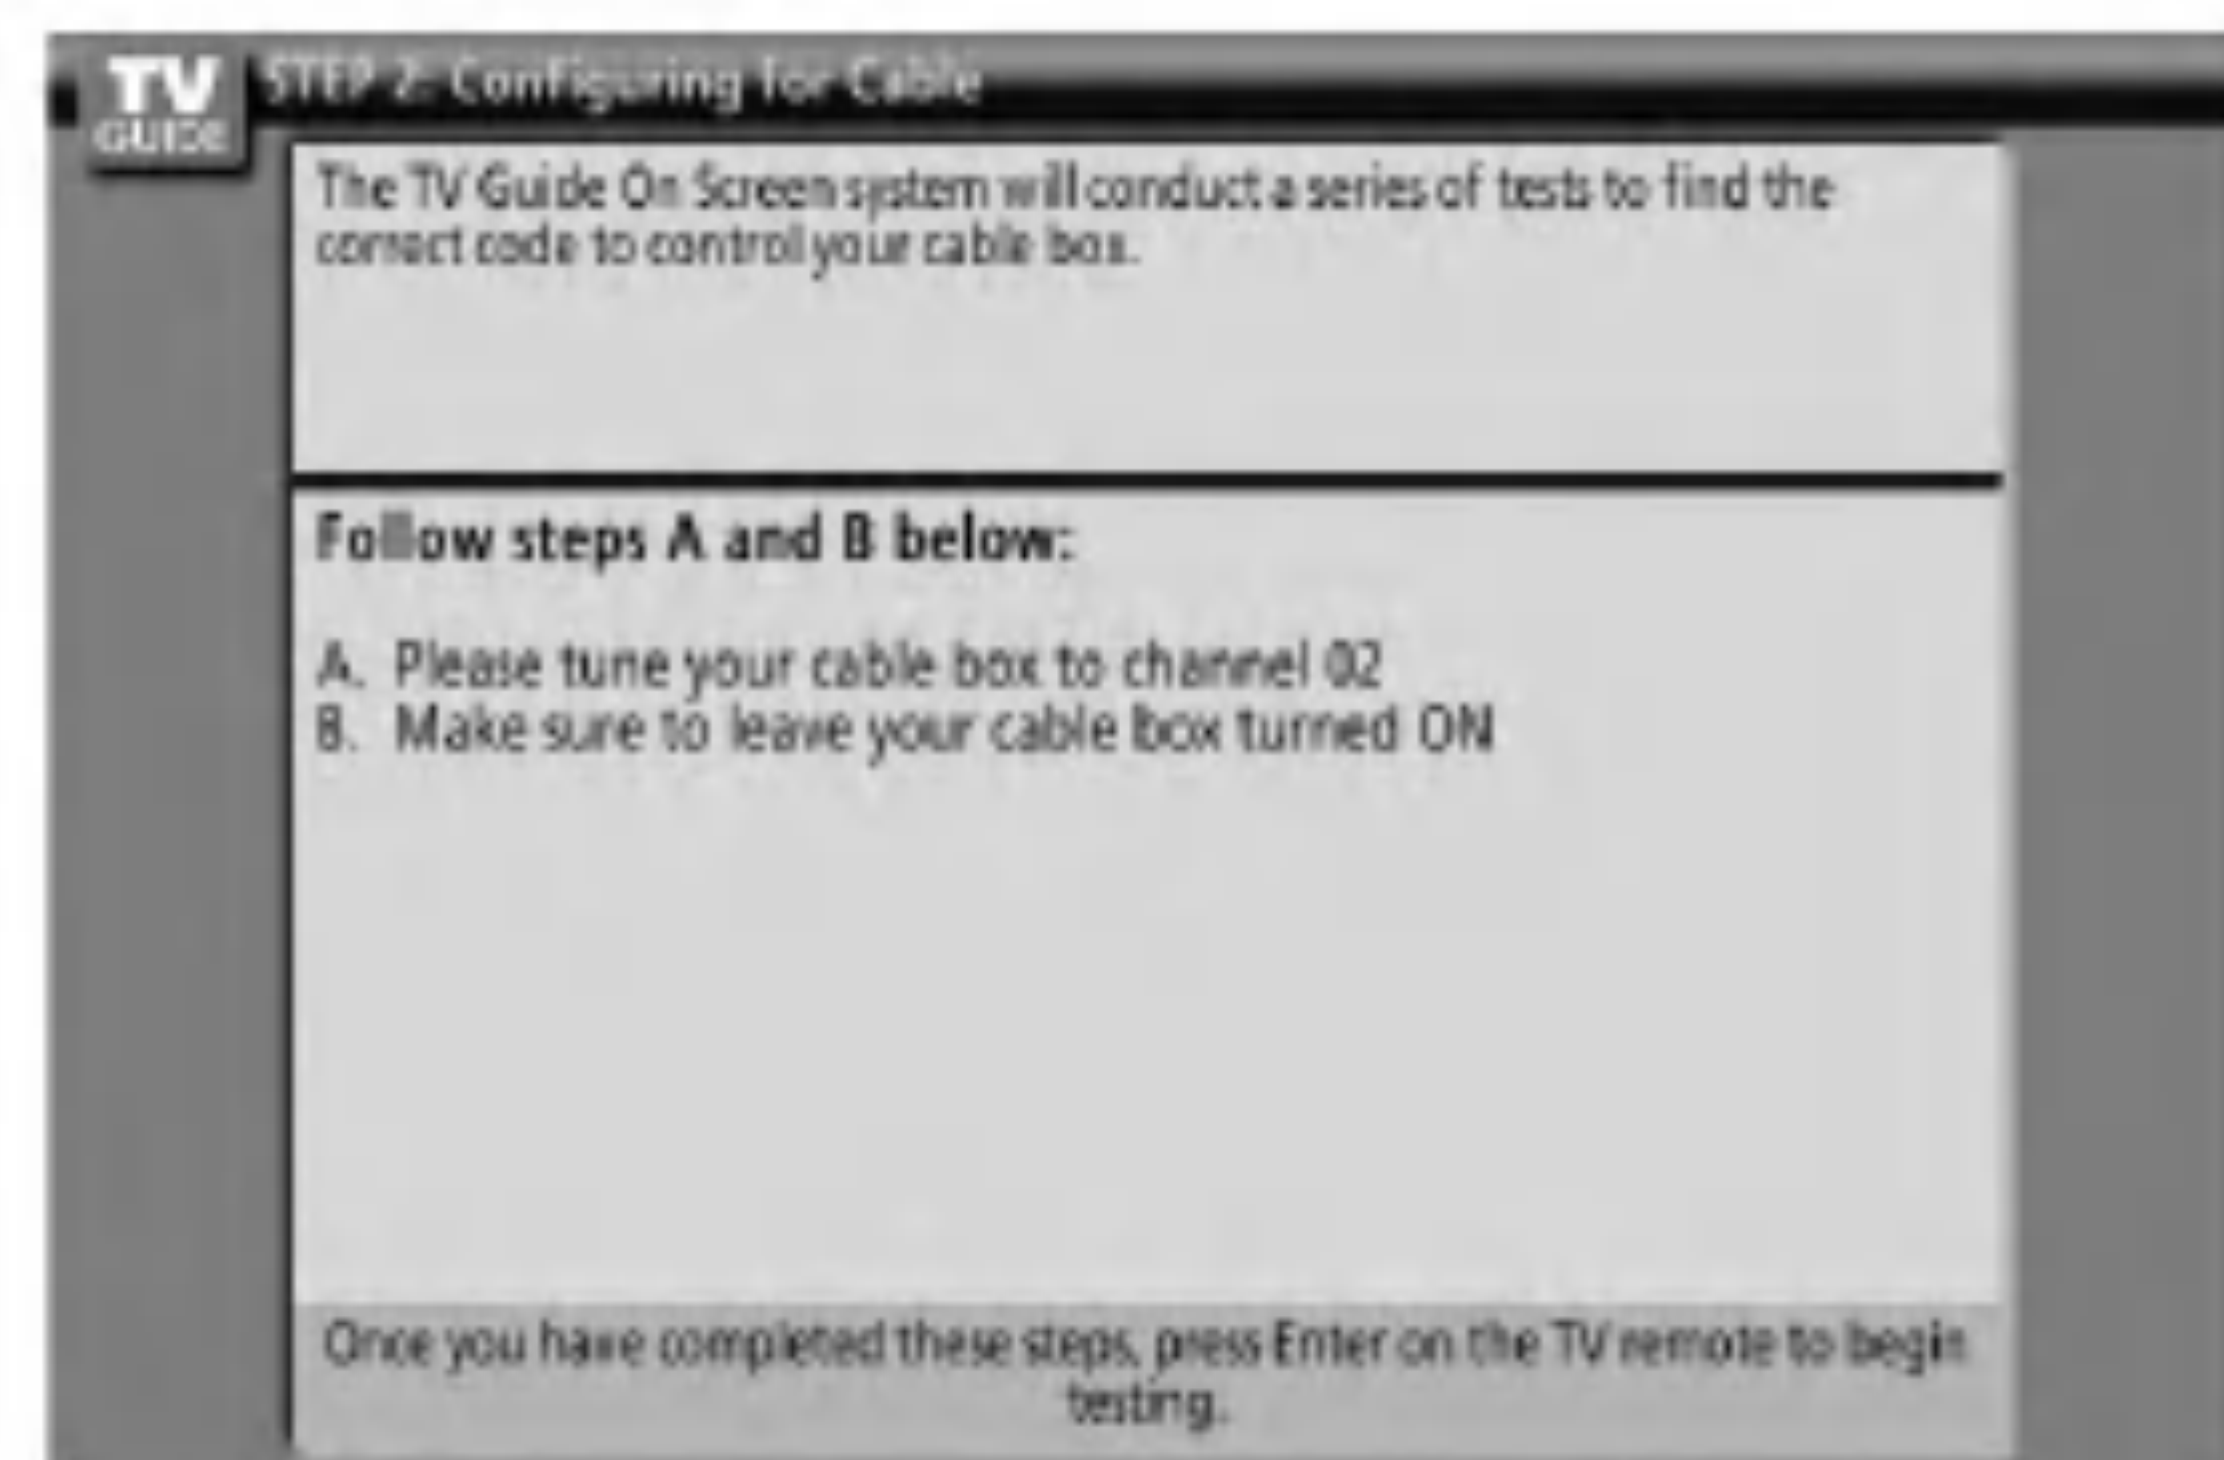 TV
GUIDE
STEP 2: Configuring for Cable
The TV Guide On Screen system will conduct a series of tests to find the
correct code to control your cable box.
Follow steps A and B below:
A. Please tune your cable box to channel 02
B. Make sure to leave your cable box turned ON
Once you have completed these steps, press Enter on the TV remote to begin
testing.